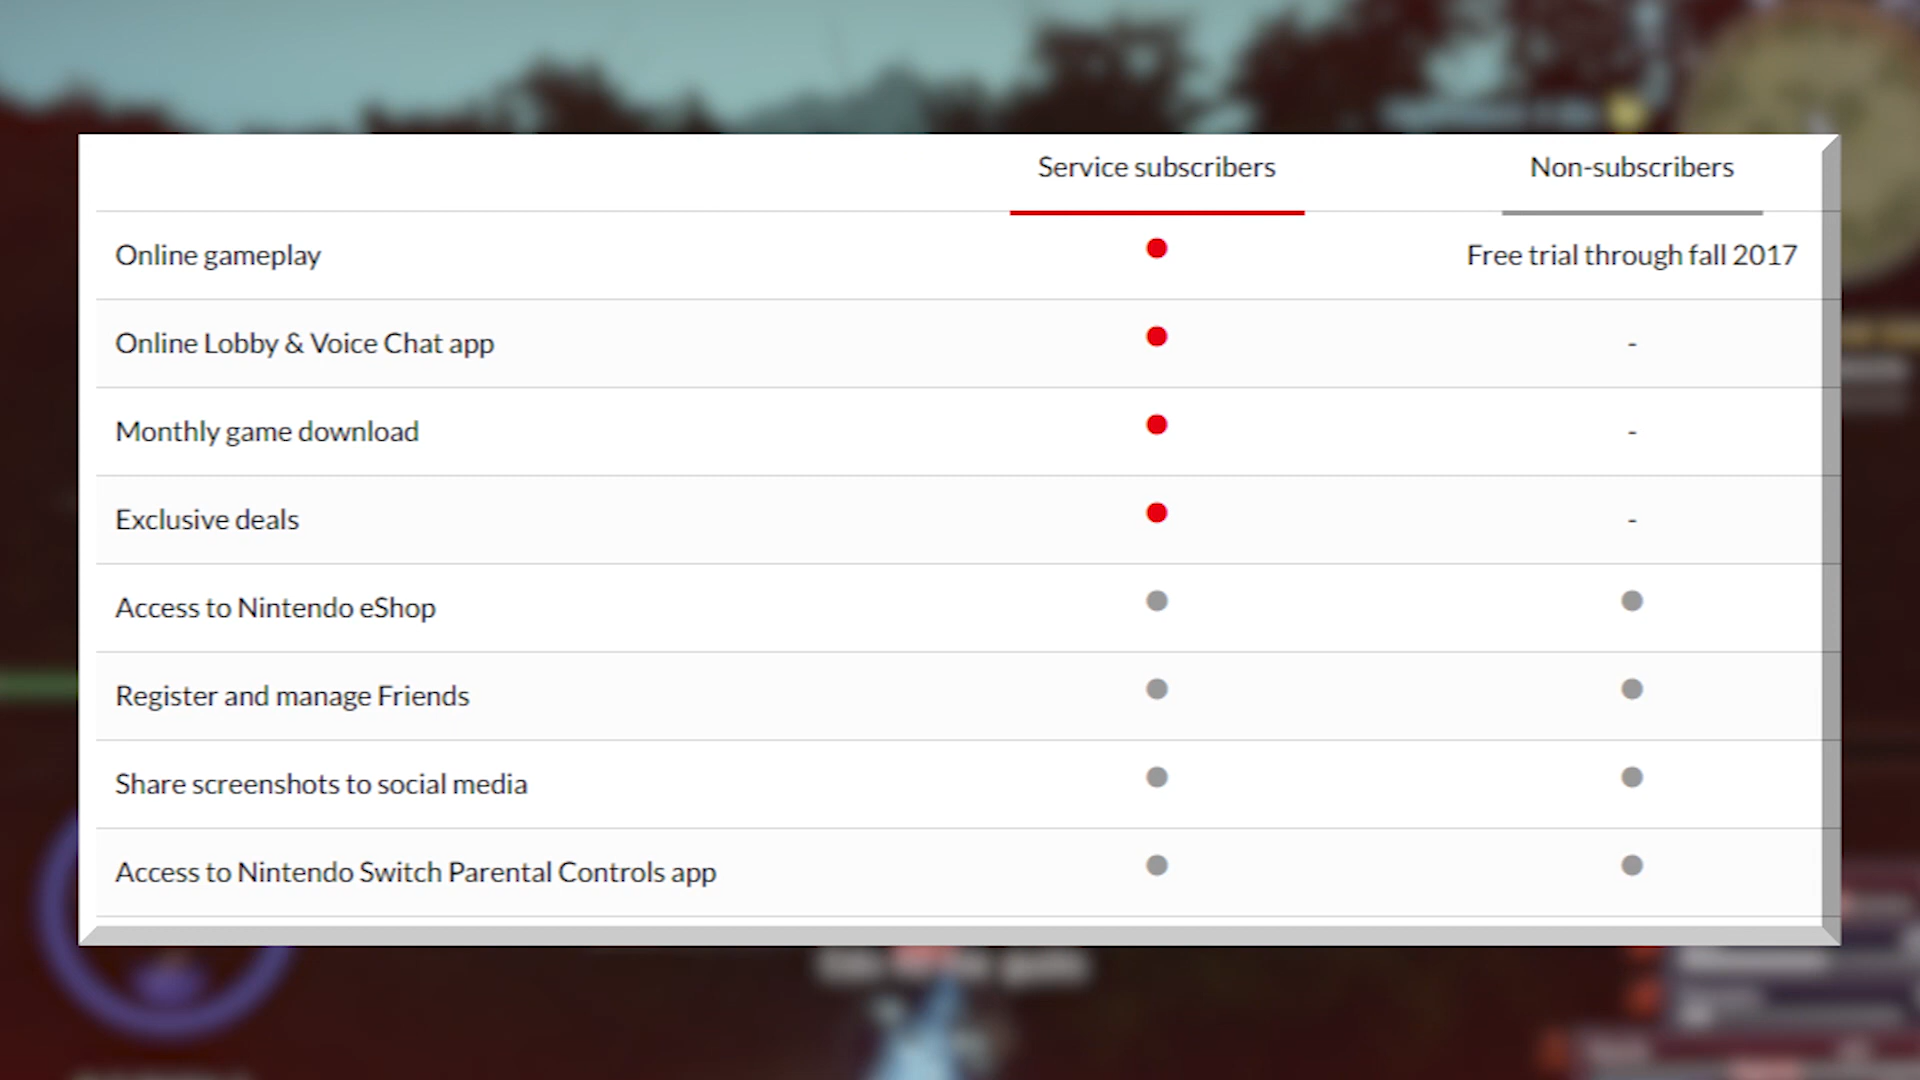 Service subscribers Non-subscribers
Online gameplay Free trial through fall 2017
Online Lobby & Voice Chat app -
Monthly game download -
Exclusive deals -
Access to Nintendo eShop
Register and manage Friends
Share screenshots to social media
Access to Nintendo Switch Parental Controls app